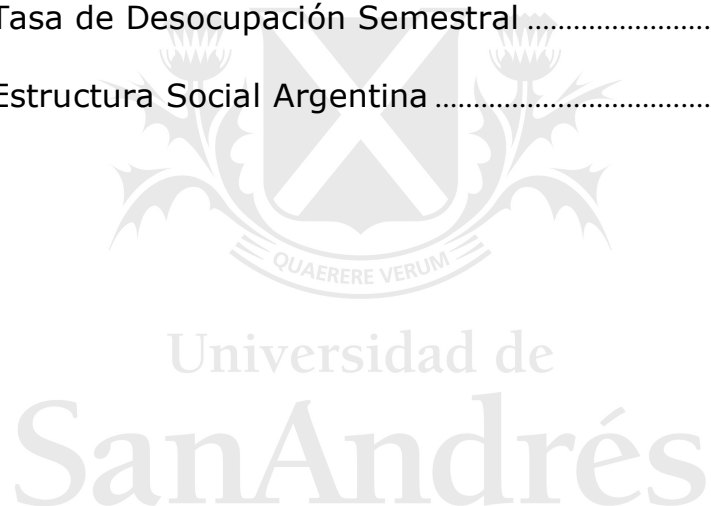 Tasa de Desocupación Semestral ........................
Estructura Social Argentina ....................................
QUAERERE VERUM
Universidad de
SanAndrés